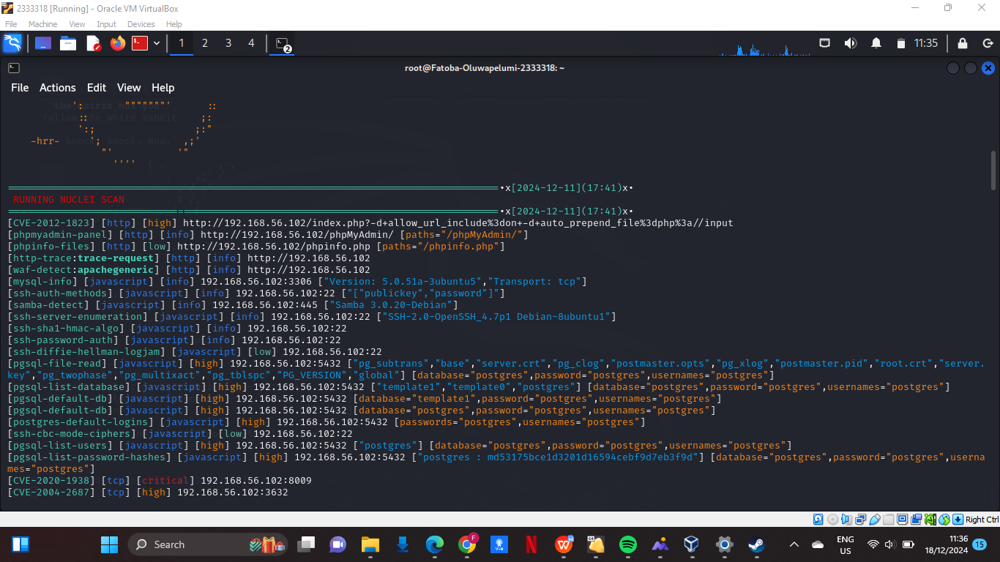 2333318 [Running] - Oracle VM VirtualBox
File Machine View Input Devices Help
1 2 3 4 2 11:35
root@Fatoba-Oluwapelumi-2333318: ~
File Actions Edit View Help
the matrix has you
follow the white rabbit.
-hrr- knock, knock, Neo.
•x[2024-12-11](17:41)x•
RUNNING NUCLEI SCAN
•x[2024-12-11](17:41)x•
[CVE-2012-1823] [http] [high] http://192.168.56.102/index.php?-d+allow_url_include%3don+-d+auto_prepend_file%3dphp%3a//input
[phpmyadmin-panel] [http] [info] http://192.168.56.102/phpMyAdmin/ [paths="/phpMyAdmin/"]
[phpinfo-files] [http] [low] http://192.168.56.102/phpinfo.php [paths="/phpinfo.php"]
[http-trace:trace-request] [http] [info] http://192.168.56.102
[waf-detect:apachegeneric] [http] [info] http://192.168.56.102
[mysql-info] [javascript] [info] 192.168.56.102:3306 ["Version: 5.0.51a-3ubuntu5","Transport: tcp"]
[ssh-auth-methods] [javascript] [info] 192.168.56.102:22 ["["publickey","password"]"]
[samba-detect] [javascript] [info] 192.168.56.102:445 ["Samba 3.0.20-Debian"]
[ssh-server-enumeration] [javascript] [info] 192.168.56.102:22 ["SSH-2.0-OpenSSH_4.7p1 Debian-8ubuntu1"]
[ssh-sha1-hmac-algo] [javascript] [info] 192.168.56.102:22
[ssh-password-auth] [javascript] [info] 192.168.56.102:22
[ssh-diffie-hellman-logjam] [javascript] [low] 192.168.56.102:22
[pgsql-file-read] [javascript] [high] 192.168.56.102:5432 ["pg_subtrans","base","server.crt","pg_clog","postmaster.opts","pg_xlog","postmaster.pid","root.crt","server.
key","pg_twophase","pg_multixact","pg_tblspc","PG_VERSION","global"] [database="postgres",password="postgres",usernames="postgres"]
[pgsql-list-database] [javascript] [high] 192.168.56.102:5432 ["template1","template0","postgres"] [database="postgres",password="postgres",usernames="postgres"]
[pgsql-default-db] [javascript] [high] 192.168.56.102:5432 [database="template1",password="postgres",usernames="postgres"]
[pgsql-default-db] [javascript] [high] 192.168.56.102:5432 [database="postgres",password="postgres",usernames="postgres"]
[postgres-default-logins] [javascript] [high] 192.168.56.102:5432 [passwords="postgres",usernames="postgres"]
[ssh-cbc-mode-ciphers] [javascript] [low] 192.168.56.102:22
[pgsql-list-users] [javascript] [high] 192.168.56.102:5432 ["postgres"] [database="postgres",password="postgres",usernames="postgres"]
[pgsql-list-password-hashes] [javascript] [high] 192.168.56.102:5432 ["postgres : md53175bce1d3201d16594cebf9d7eb3f9d"] [database="postgres",password="postgres",userna
mes="postgres"]
[CVE-2020-1938] [tcp] [critical] 192.168.56.102:8009
[CVE-2004-2687] [tcp] [high] 192.168.56.102:3632
Right Ctrl
Search
F
ENG
US
11:36
18/12/2024
15